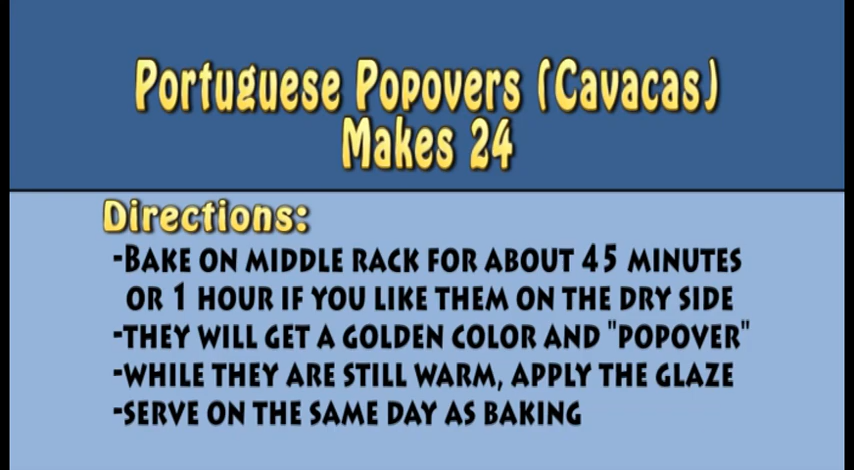 Portuguese Popovers (Cavacas)
Makes 24
Directions:
-Bake on middle rack for about 45 minutes
or 1 hour if you like them on the dry side
-they will get a golden color and "popover"
-while they are still warm, apply the glaze
-serve on the same day as baking